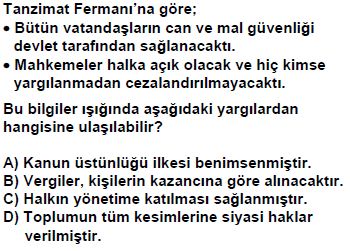 Tanzimat Fermanı’na göre;
• Bütün vatandaşların can ve mal güvenliği
devlet tarafından sağlanacaktı.
• Mahkemeler halka açık olacak ve hiç kimse
yargılanmadan cezalandırılmayacaktı.
Bu bilgiler ışığında aşağıdaki yargılardan
hangisine ulaşılabilir?
A) Kanun üstünlüğü ilkesi benimsenmiştir.
B) Vergiler, kişilerin kazancına göre alınacaktır.
C) Halkın yönetime katılması sağlanmıştır.
D) Toplumun tüm kesimlerine siyasi haklar
verilmiştir.